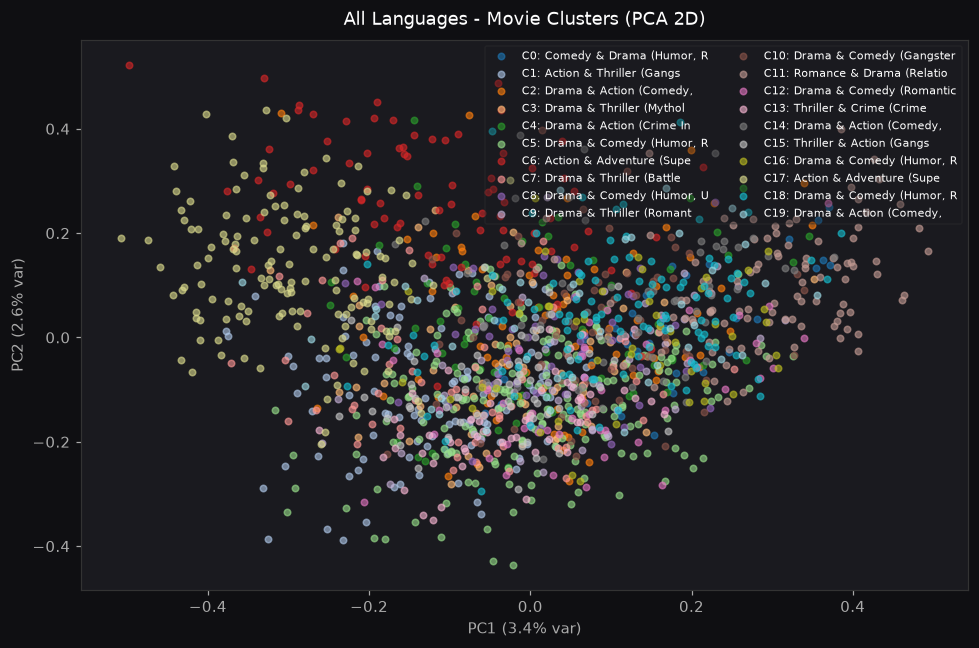 All Languages - Movie Clusters (PCA 2D)
C0: Comedy & Drama (Humor, R
C1: Action & Thriller (Gangs
C2: Drama & Action (Comedy,
C3: Drama & Thriller (Mythol
C4: Drama & Action (Crime In
C5: Drama & Comedy (Humor, R
C6: Action & Adventure (Supe
C7: Drama & Thriller (Battle
C8: Drama & Comedy (Humor, U
C9: Drama & Thriller (Romant
C10: Drama & Comedy (Gangster
C11: Romance & Drama (Relatio
C12: Drama & Comedy (Romantic
C13: Thriller & Crime (Crime
C14: Drama & Action (Comedy,
C15: Thriller & Action (Gangs
C16: Drama & Comedy (Humor, R
C17: Action & Adventure (Supe
C18: Drama & Comedy (Humor, R
C19: Drama & Action (Comedy,
PC2 (2.6% var)
0.4
0.2
0.0
−0.2
−0.4
−0.4 −0.2 0.0 0.2 0.4
PC1 (3.4% var)